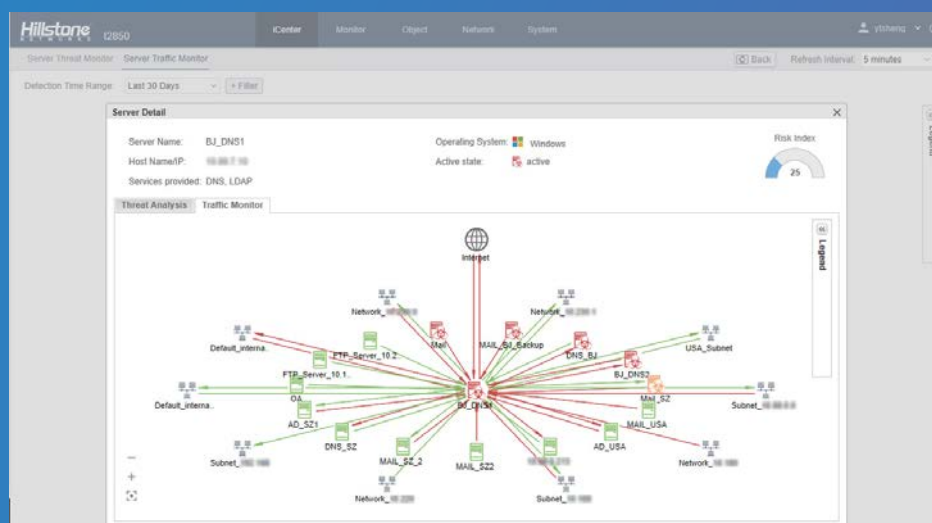 Hillstone
NETWORKS
I2850
iCenter
Monitor
Object
Network
System
ytzheng
Server Threat Monitor
Server Traffic Monitor
Back
Refresh Interval: 5 minutes
Detection Time Range: Last 30 Days
+ Filter
Server Detail
Server Name: BJ_DNS1
Operating System: Windows
Risk Index
Host Name/IP:
Active state: active
25
Services provided: DNS, LDAP
Threat Analysis
Traffic Monitor
Legend
Internet
Network_
Network_
Mail
MAIL_BJ_Backup
Default_interna..
FTP_Server_10.2
DNS_BJ
USA_Subnet
FTP_Server_10.1..
BJ_DNS2
Default_interna..
OA
BJ_DNS1
Mail_SZ
Subnet_
AD_SZ1
MAIL_USA
DNS_SZ
AD_USA
Subnet_
MAIL_SZ_2
MAIL_SZ2
Network_
Network_
Subnet_